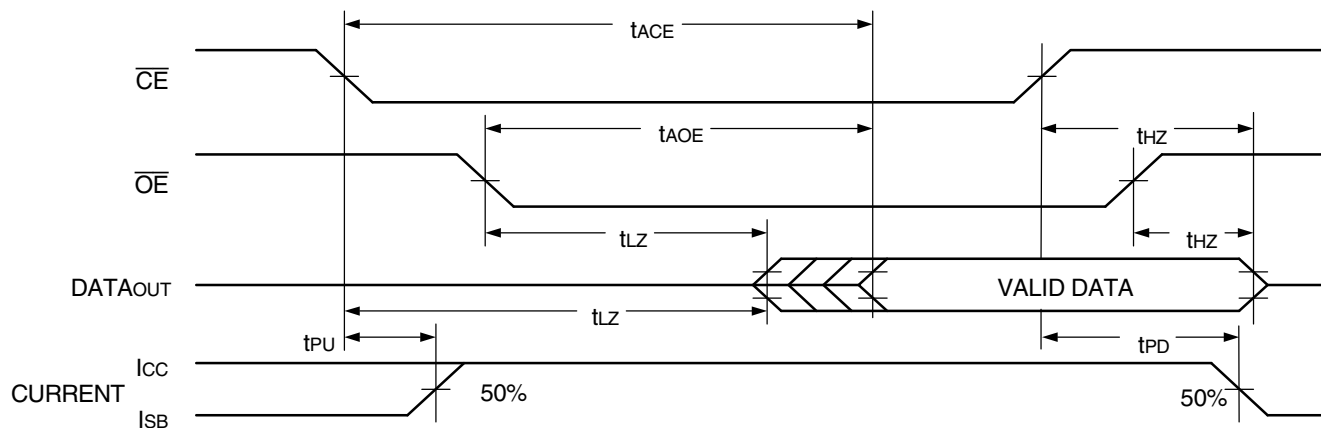 tACE
CE
tAOE
tHZ
OE
tLZ
tHZ
DATAOUT
VALID DATA
tLZ
tPU
tPD
ICC
CURRENT
50%
50%
ISB